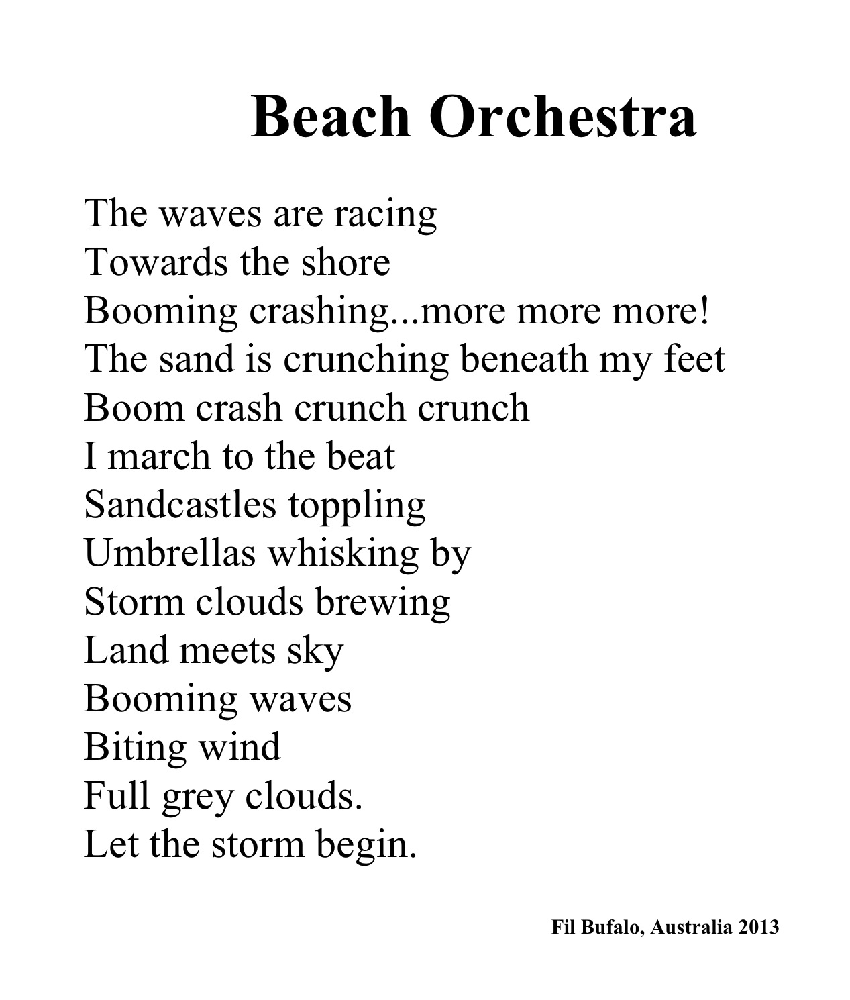 Beach Orchestra
The waves are racing
Towards the shore
Booming crashing...more more more!
The sand is crunching beneath my feet
Boom crash crunch crunch
I march to the beat
Sandcastles toppling
Umbrellas whisking by
Storm clouds brewing
Land meets sky
Booming waves
Biting wind
Full grey clouds.
Let the storm begin.
Fil Bufalo, Australia 2013